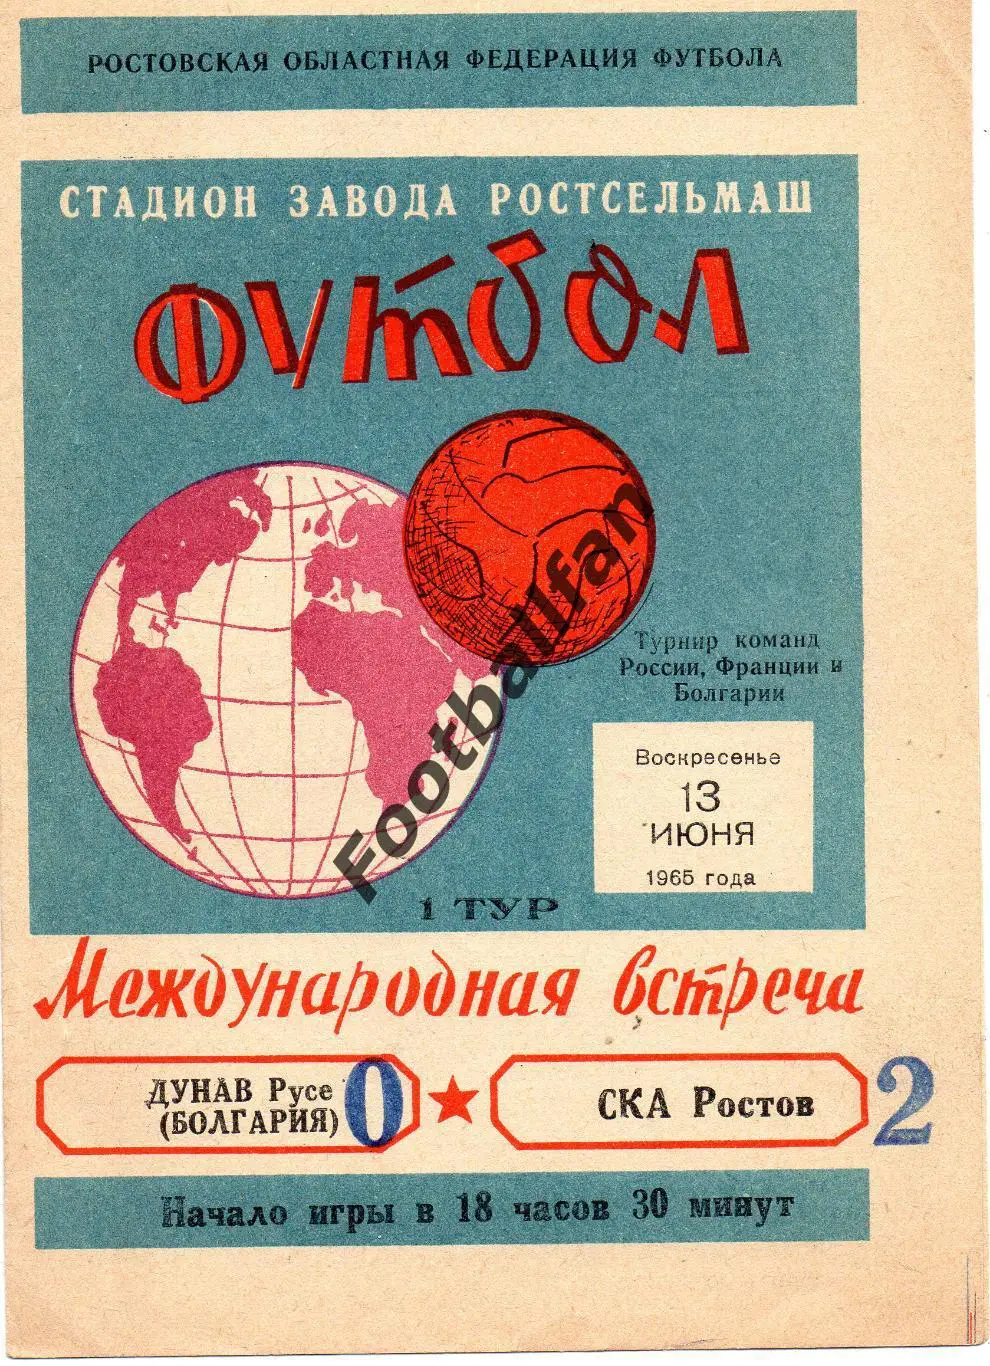 РОСТОВСКАЯ ОБЛАСТНАЯ ФЕДЕРАЦИЯ ФУТБОЛА
СТАДИОН ЗАВОДА РОСТСЕЛЬМАШ
ФУТБОЛ
Footballfan
Турнир команд
России, Франции и
Болгарии
Воскресенье
13
ИЮНЯ
1965 года
1 ТУР
Международная встреча
ДУНАВ Русе
(БОЛГАРИЯ)
0
СКА Ростов
2
Начало игры в 18 часов 30 минут